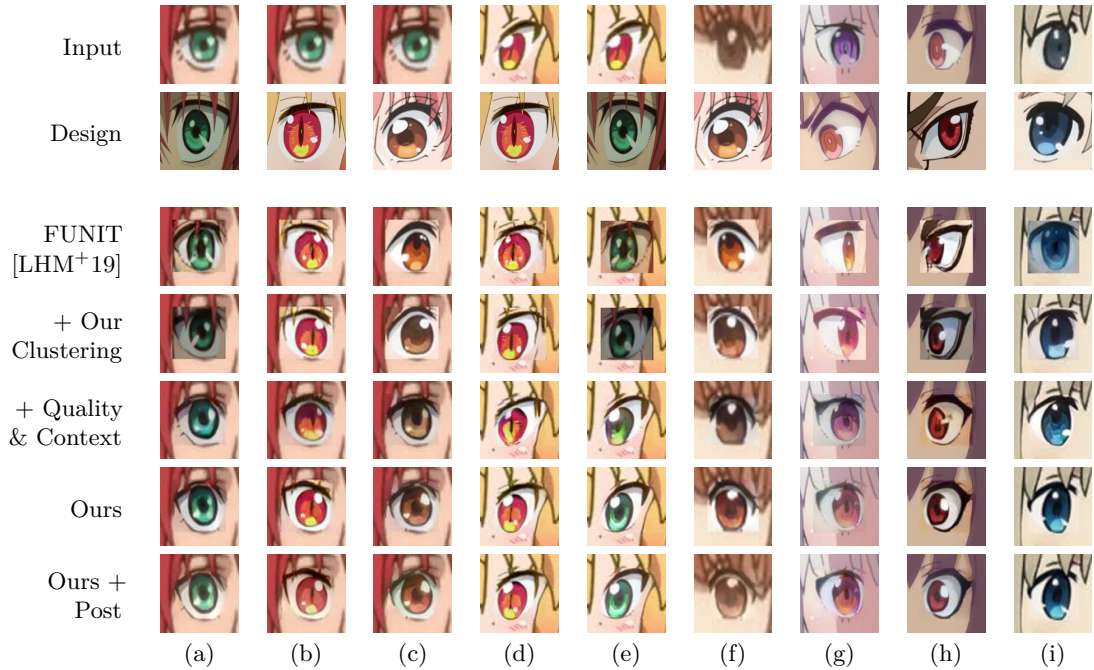 Input
Design
FUNIT
[LHM+19]
+ Our
Clustering
+ Quality
& Context
Ours
Ours +
Post
(a) (b) (c) (d) (e) (f) (g) (h) (i)